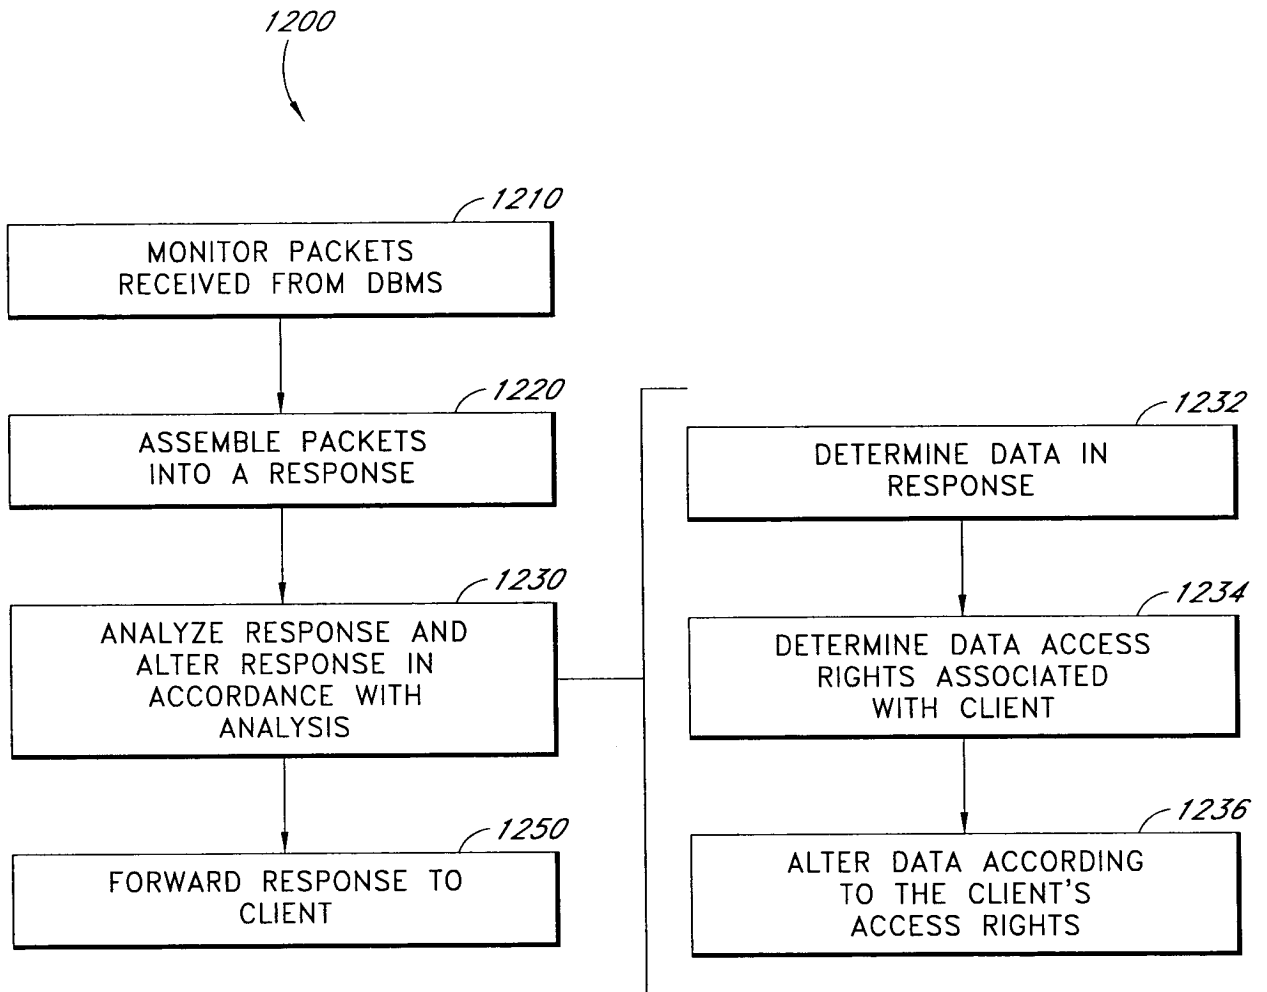 1200
1210
MONITOR PACKETS
RECEIVED FROM DBMS
1220
ASSEMBLE PACKETS
INTO A RESPONSE
1230
ANALYZE RESPONSE AND
ALTER RESPONSE IN
ACCORDANCE WITH
ANALYSIS
1250
FORWARD RESPONSE TO
CLIENT
1232
DETERMINE DATA IN
RESPONSE
1234
DETERMINE DATA ACCESS
RIGHTS ASSOCIATED
WITH CLIENT
1236
ALTER DATA ACCORDING
TO THE CLIENT'S
ACCESS RIGHTS